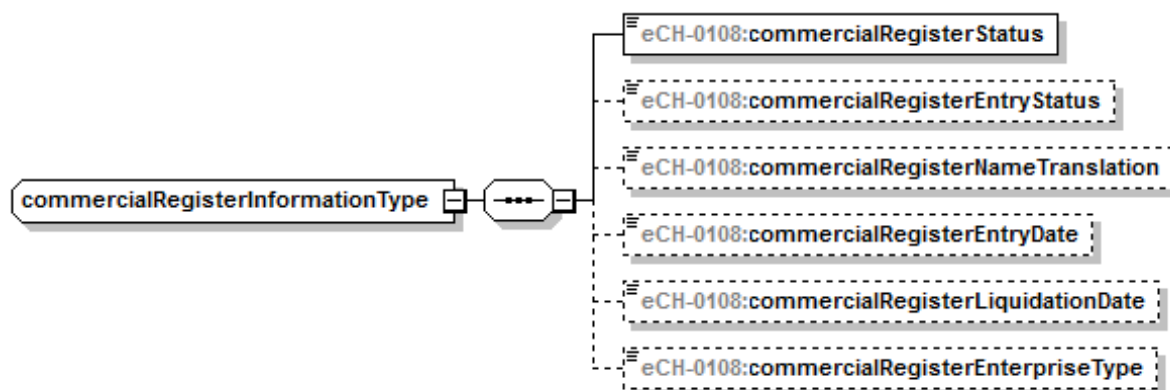 eCH-0108:commercialRegisterStatus
eCH-0108:commercialRegisterEntryStatus
eCH-0108:commercialRegisterNameTranslation
commercialRegisterInformationType
eCH-0108:commercialRegisterEntryDate
eCH-0108:commercialRegisterLiquidationDate
eCH-0108:commercialRegisterEnterpriseType